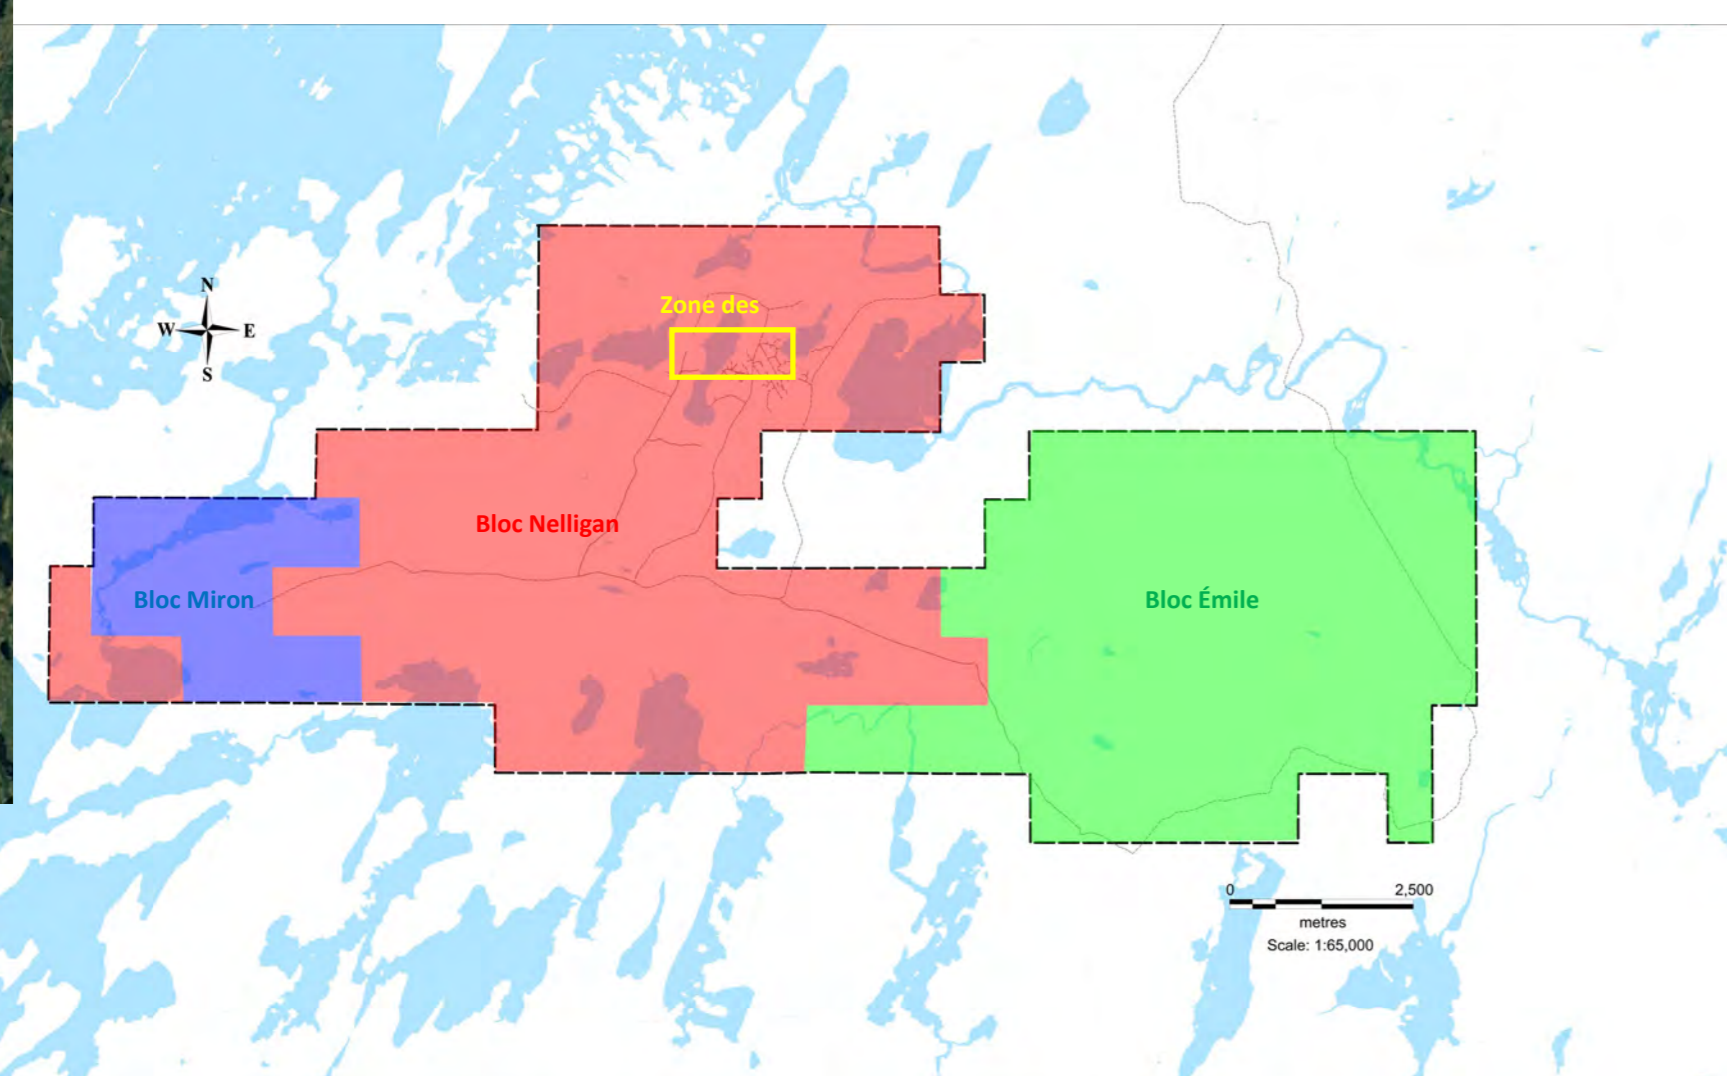 N
Zone des
W E
S
Bloc Nelligan
Bloc Miron
Bloc Émile
0 2,500
metres
Scale: 1:65,000